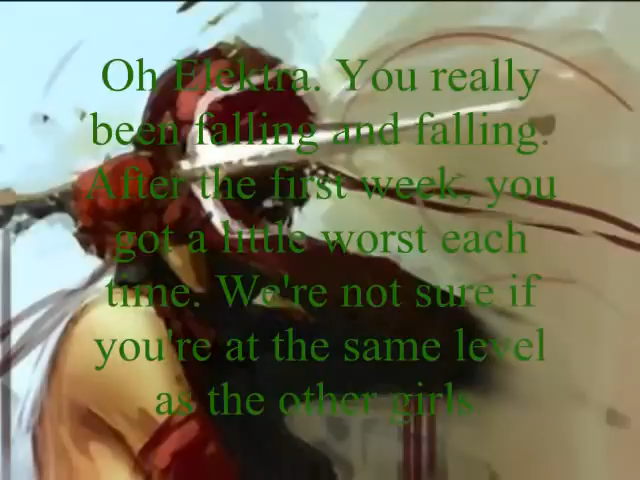 Oh Elektra. You really
been falling and falling.
After the first week, you
got a little worst each
time. We're not sure if
you're at the same level
as the other girls.